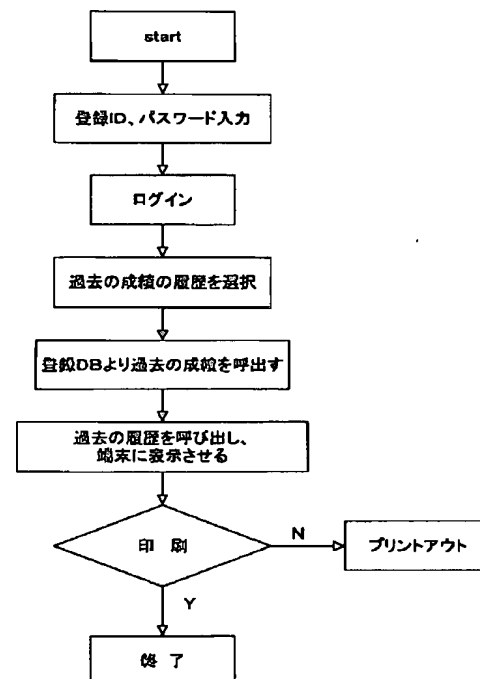 start
登録ID、パスワード入力
ログイン
過去の成績の履歴を選択
登録DBより過去の成績を呼出す
過去の履歴を呼び出し、
端末に表示させる
印 刷
N
プリントアウト
Y
終 了